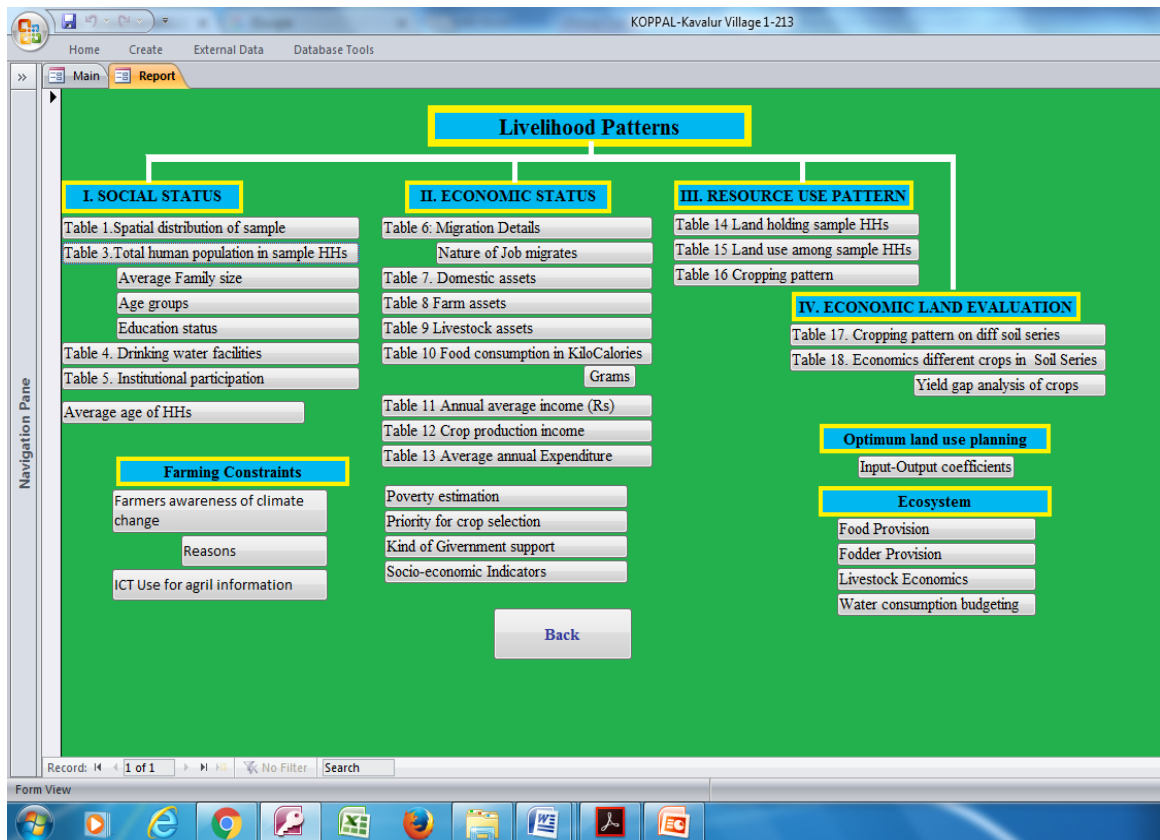 KOPPAL-Kavalur Village 1-213
Home Create External Data Database Tools
Main Report
Navigation Pane
Livelihood Patterns
I. SOCIAL STATUS
Table 1.Spatial distribution of sample
Table 3.Total human population in sample HHs
Average Family size
Age groups
Education status
Table 4. Drinking water facilities
Table 5. Institutional participation
Average age of HHs
Farming Constraints
Farmers awareness of climate
change
Reasons
ICT Use for agril information
II. ECONOMIC STATUS
Table 6: Migration Details
Nature of Job migrates
Table 7. Domestic assets
Table 8 Farm assets
Table 9 Livestock assets
Table 10 Food consumption in KiloCalories
Grams
Table 11 Annual average income (Rs)
Table 12 Crop production income
Table 13 Average annual Expenditure
Poverty estimation
Priority for crop selection
Kind of Givernment support
Socio-economic Indicators
Back
III. RESOURCE USE PATTERN
Table 14 Land holding sample HHs
Table 15 Land use among sample HHs
Table 16 Cropping pattern
IV. ECONOMIC LAND EVALUATION
Table 17. Cropping pattern on diff soil series
Table 18. Economics different crops in Soil Series
Yield gap analysis of crops
Optimum land use planning
Input-Output coefficients
Ecosystem
Food Provision
Fodder Provision
Livestock Economics
Water consumption budgeting
Record: 1 of 1 No Filter Search
Form View